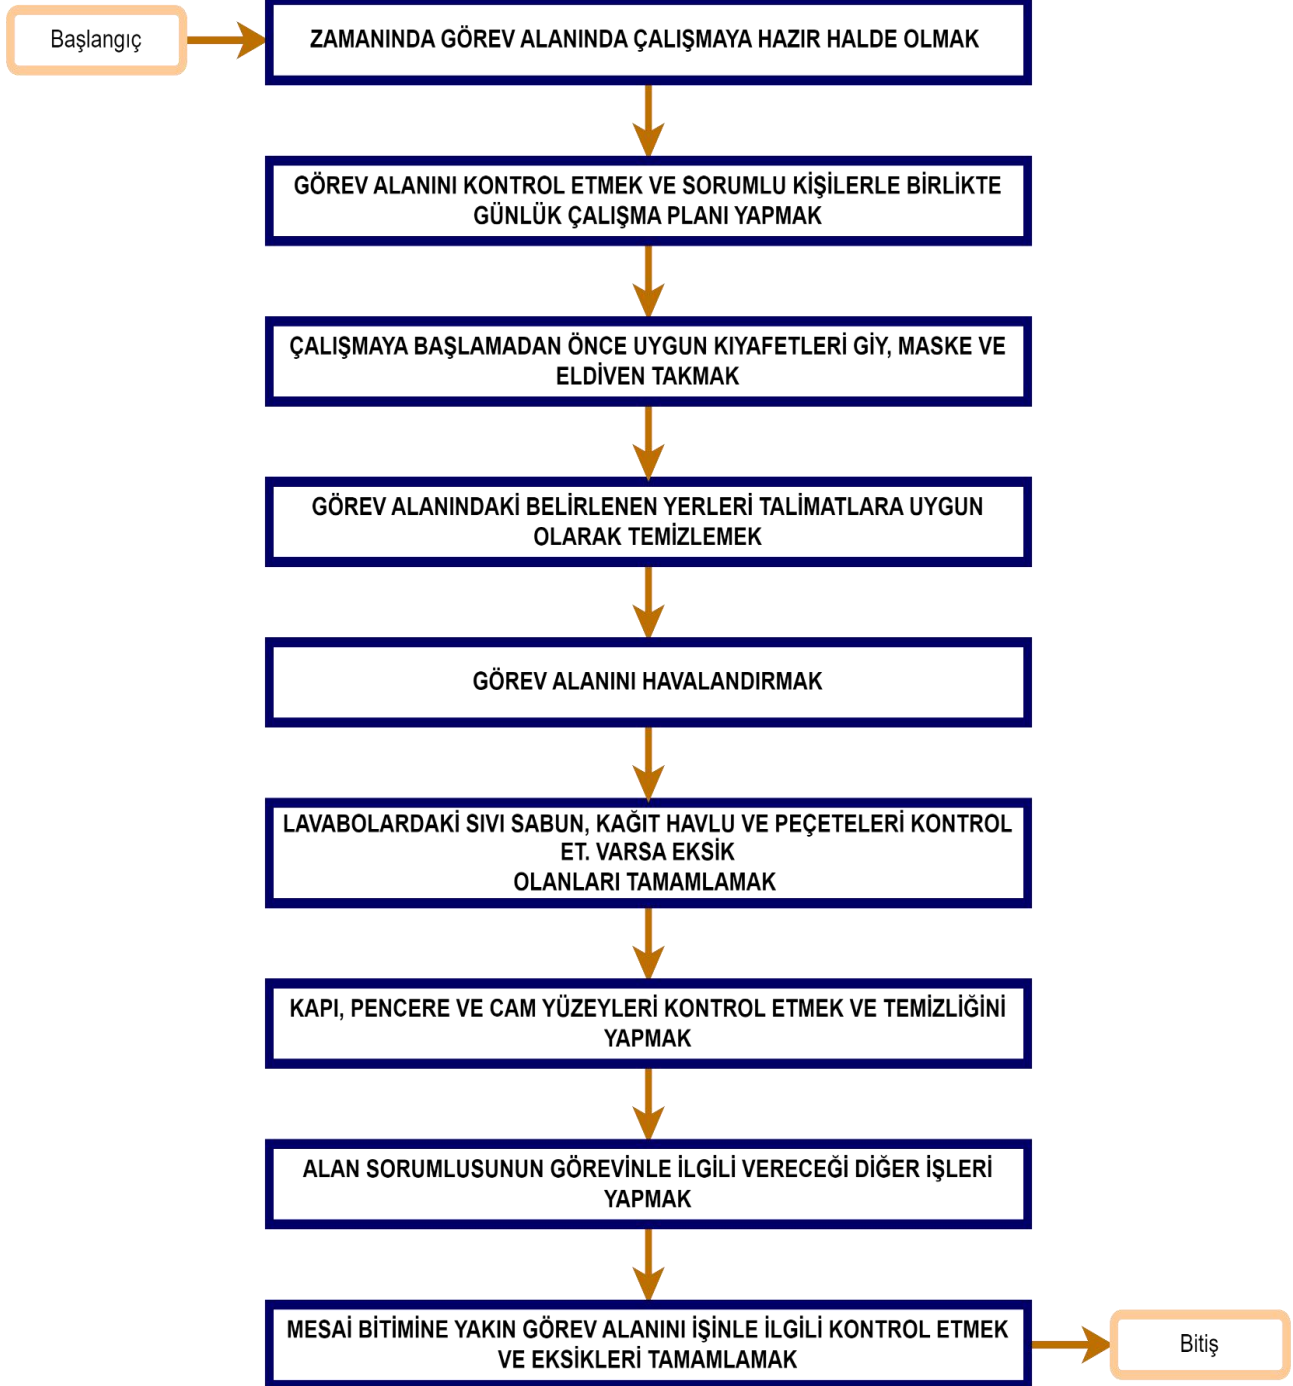 Başlangıç
ZAMANINDA GÖREV ALANINDA ÇALIŞMAYA HAZIR HALDE OLMAK
GÖREV ALANINI KONTROL ETMEK VE SORUMLU KİŞİLERLE BİRLİKTE
GÜNLÜK ÇALIŞMA PLANI YAPMAK
ÇALIŞMAYA BAŞLAMADAN ÖNCE UYGUN KIYAFETLERİ GİY, MASKE VE
ELDİVEN TAKMAK
GÖREV ALANINDAKİ BELİRLENEN YERLERİ TALİMATLARA UYGUN
OLARAK TEMİZLEMEK
GÖREV ALANINI HAVALANDIRMAK
LAVABOLARDAKİ SIVI SABUN, KAĞIT HAVLU VE PEÇETELERİ KONTROL
ET. VARSA EKSİK
OLANLARI TAMAMLAMAK
KAPI, PENCERE VE CAM YÜZEYLERİ KONTROL ETMEK VE TEMİZLİĞİNİ
YAPMAK
ALAN SORUMLUSUNUN GÖREVİNLE İLGİLİ VERECEĞİ DİĞER İŞLERİ
YAPMAK
MESAİ BİTİMİNE YAKIN GÖREV ALANINI İŞİNLE İLGİLİ KONTROL ETMEK
VE EKSİKLERİ TAMAMLAMAK
Bitiş